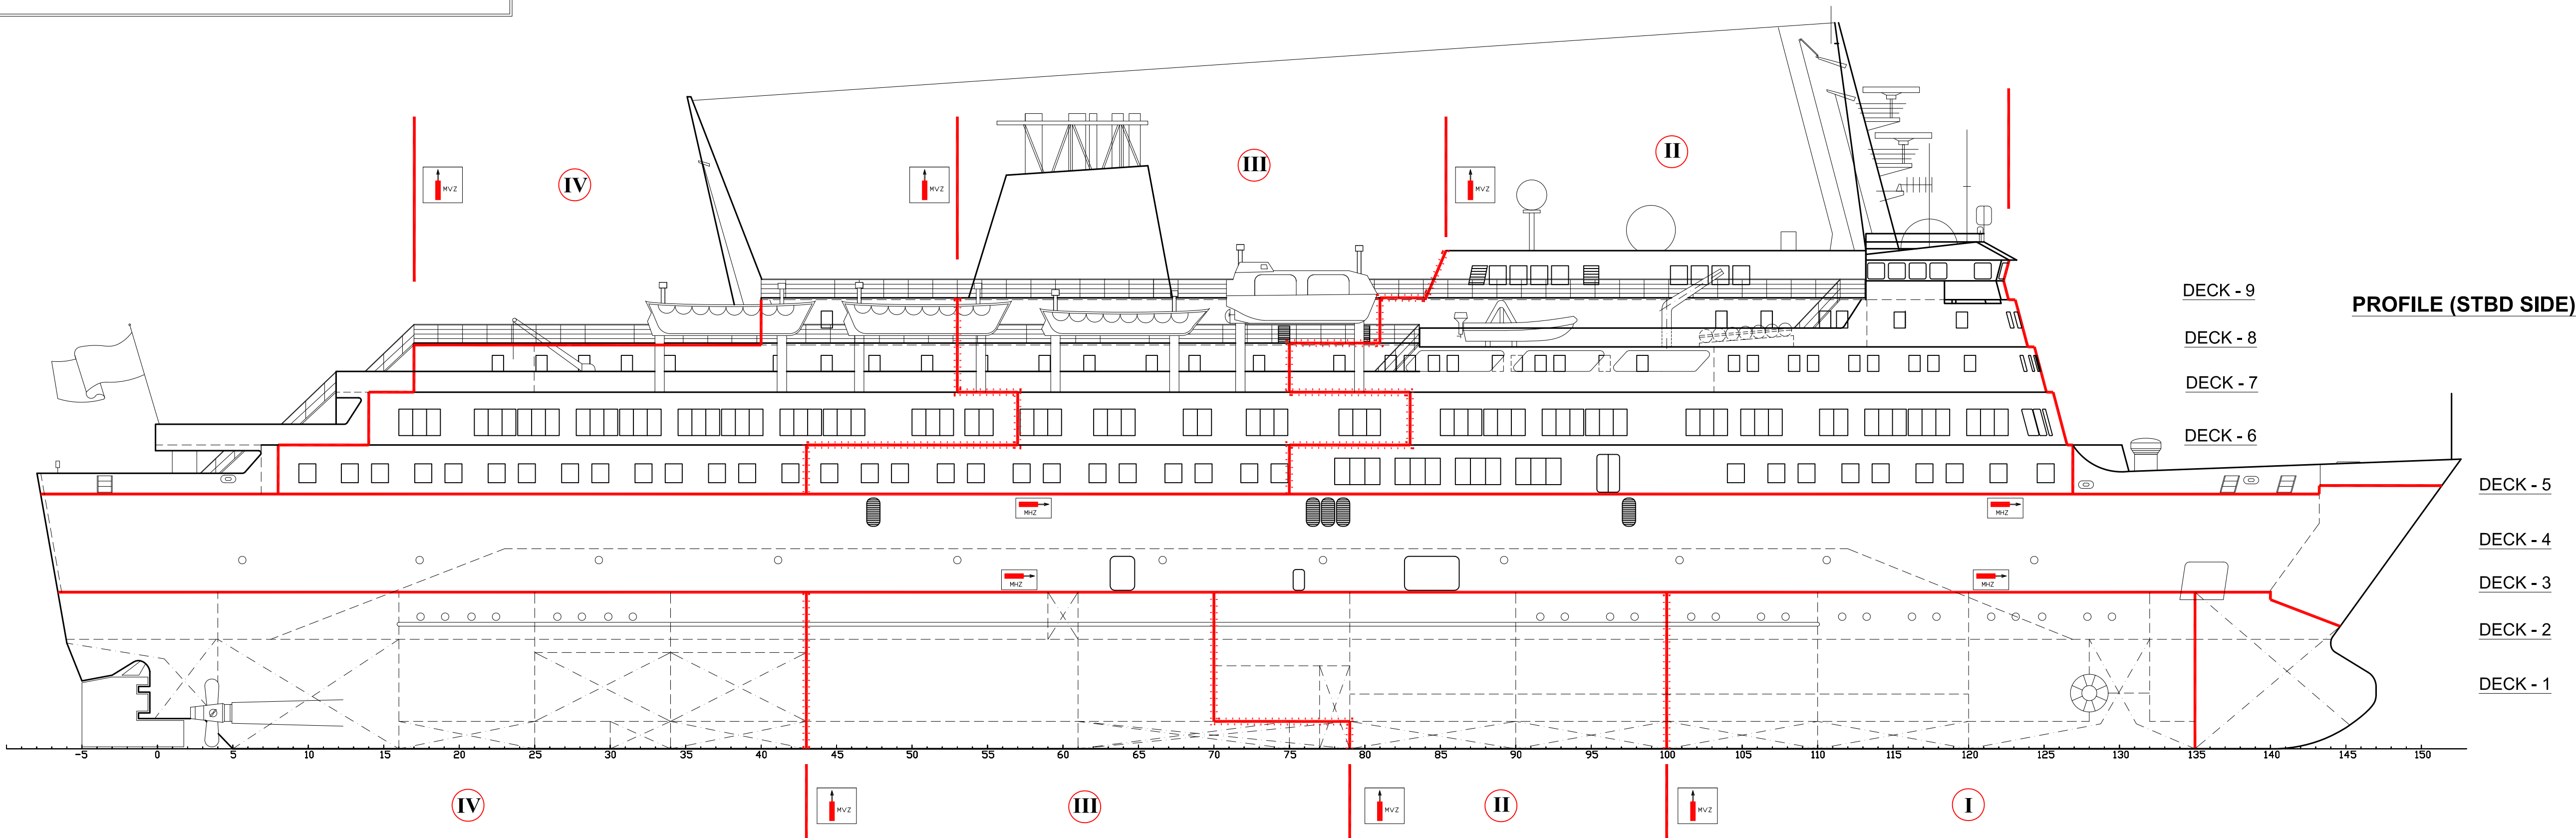 IV
III
II
MVZ
MVZ
MVZ
DECK - 9
PROFILE (STBD SIDE)
DECK - 8
DECK - 7
DECK - 6
DECK - 5
MHZ
MHZ
DECK - 4
MHZ
MHZ
DECK - 3
DECK - 2
DECK - 1
-5 0 5 10 15 20 25 30 35 40 45 50 55 60 65 70 75 80 85 90 95 100 105 110 115 120 125 130 135 140 145 150
IV
MVZ
III
MVZ
II
MVZ
I